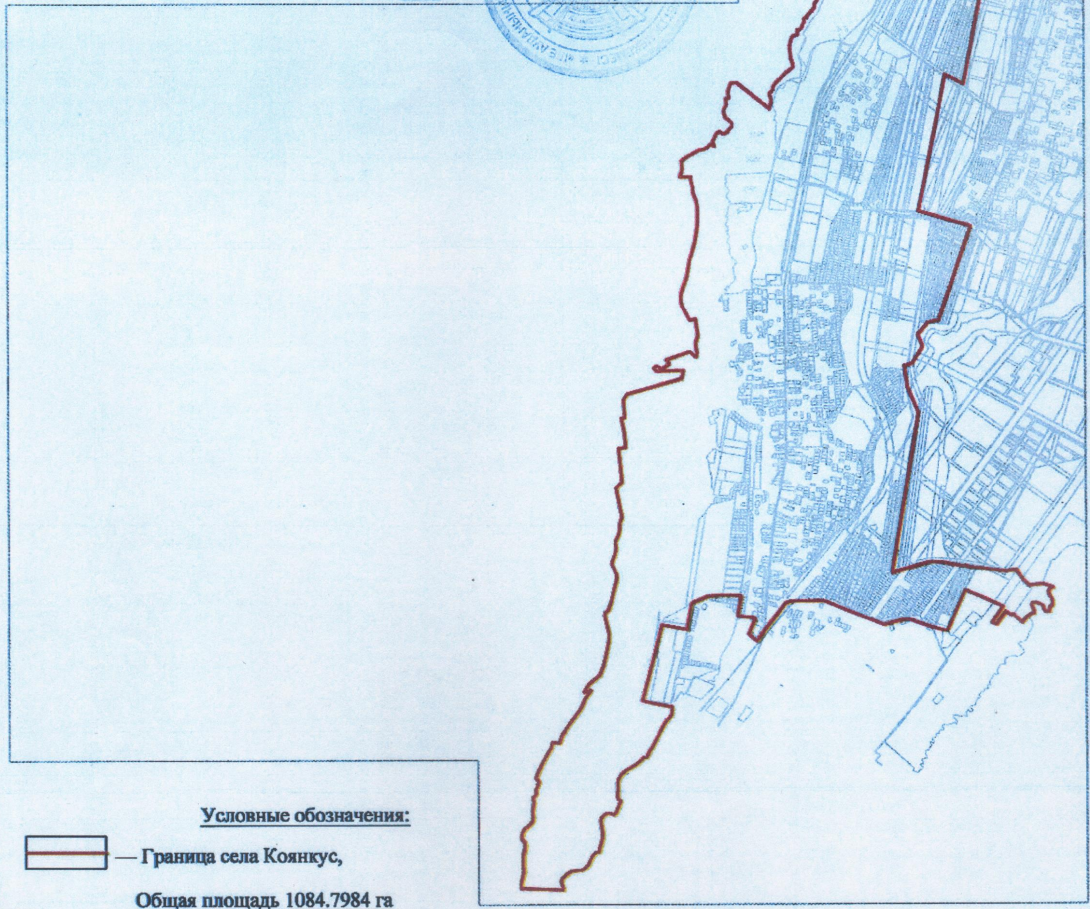 Условные обозначения:
— Граница села Коянкус,
Общая площадь 1084.7984 га